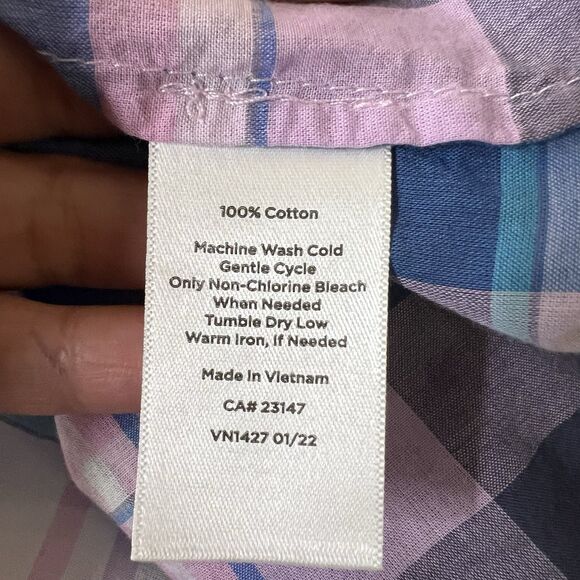 100% Cotton
Machine Wash Cold
Gentle Cycle
Only Non-Chlorine Bleach
When Needed
Tumble Dry Low
Warm Iron, If Needed
Made In Vietnam
CA# 23147
VN1427 01/22